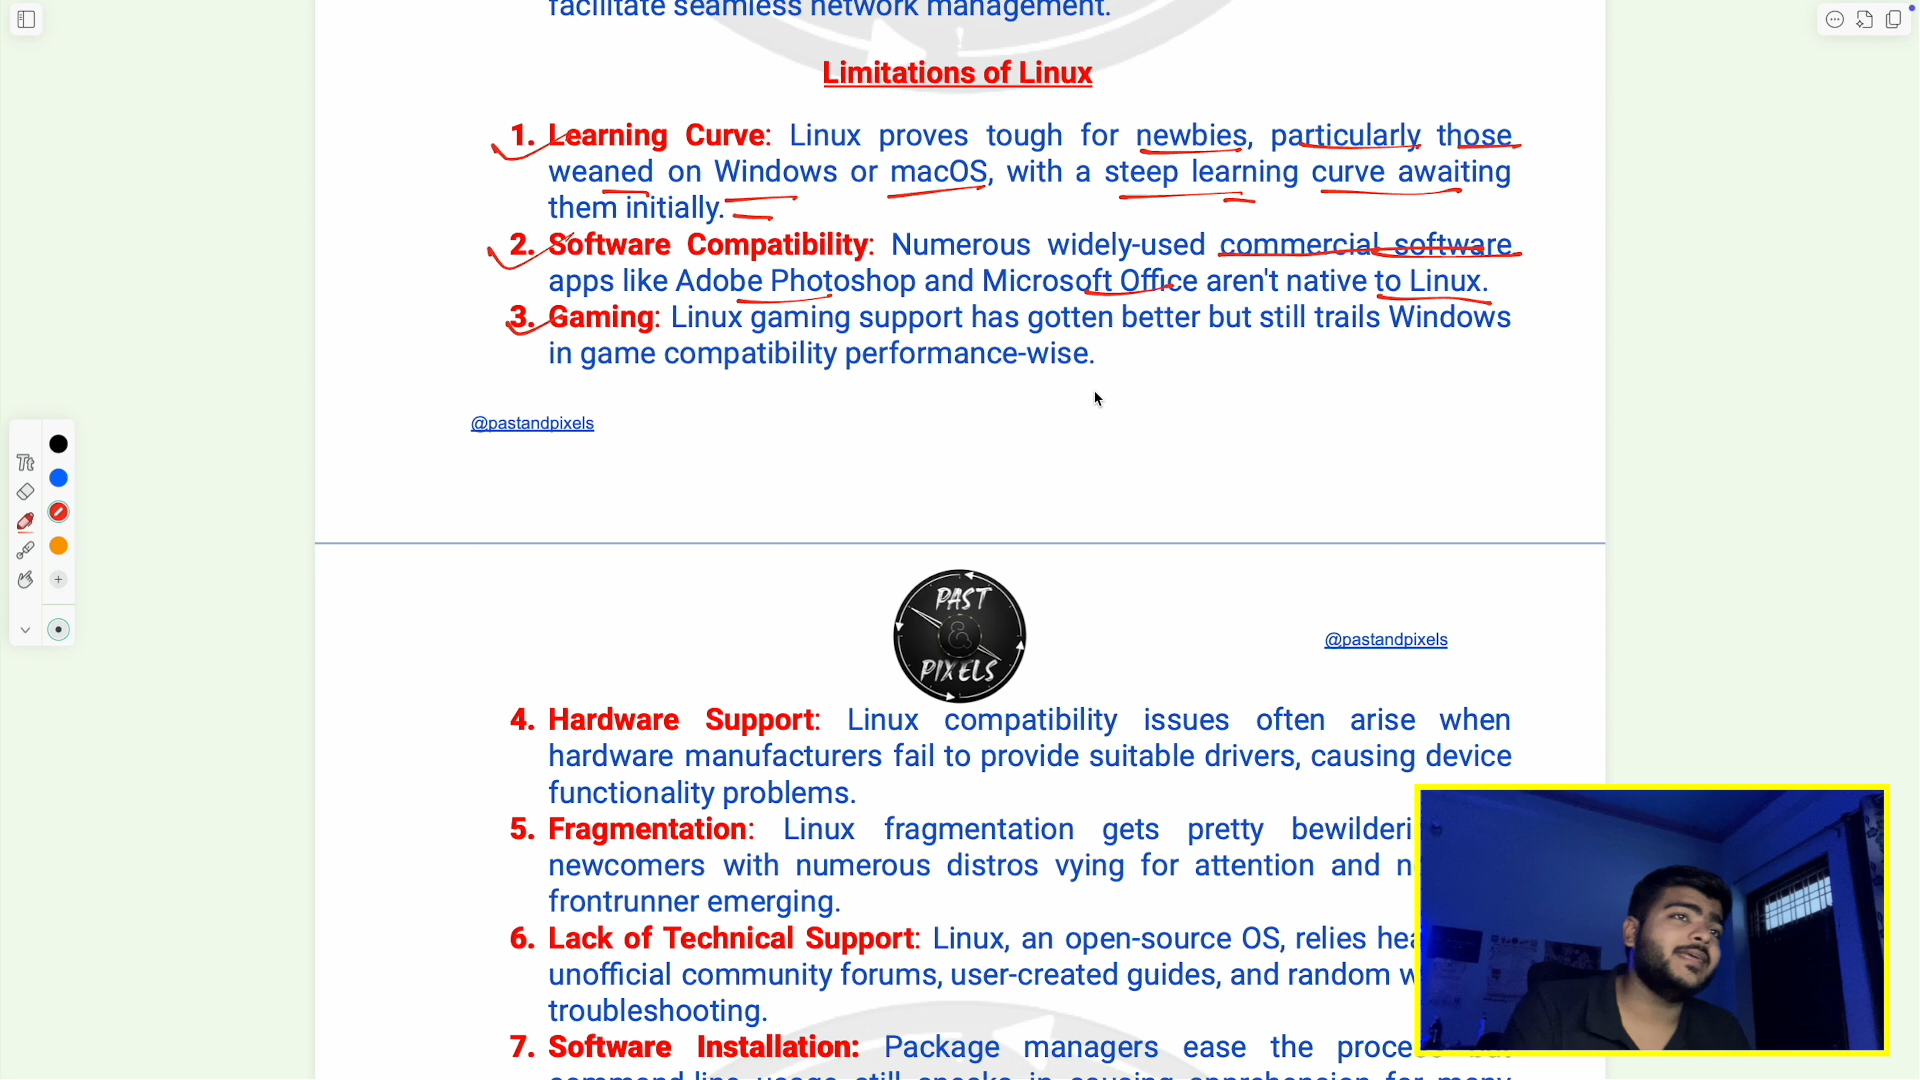 facilitate seamless network management.
Limitations of Linux
1. Learning Curve: Linux proves tough for newbies, particularly those
weaned on Windows or macOS, with a steep learning curve awaiting
them initially.
2. Software Compatibility: Numerous widely-used commercial software
apps like Adobe Photoshop and Microsoft Office aren't native to Linux.
3. Gaming: Linux gaming support has gotten better but still trails Windows
in game compatibility performance-wise.
@pastandpixels
Tt
PAST
&
PIXELS
@pastandpixels
4. Hardware Support: Linux compatibility issues often arise when
hardware manufacturers fail to provide suitable drivers, causing device
functionality problems.
5. Fragmentation: Linux fragmentation gets pretty
newcomers with numerous distros vying for attention and
frontrunner emerging.
6. Lack of Technical Support: Linux, an open-source OS, relies
unofficial community forums, user-created guides, and random
troubleshooting.
7. Software Installation: Package managers ease the